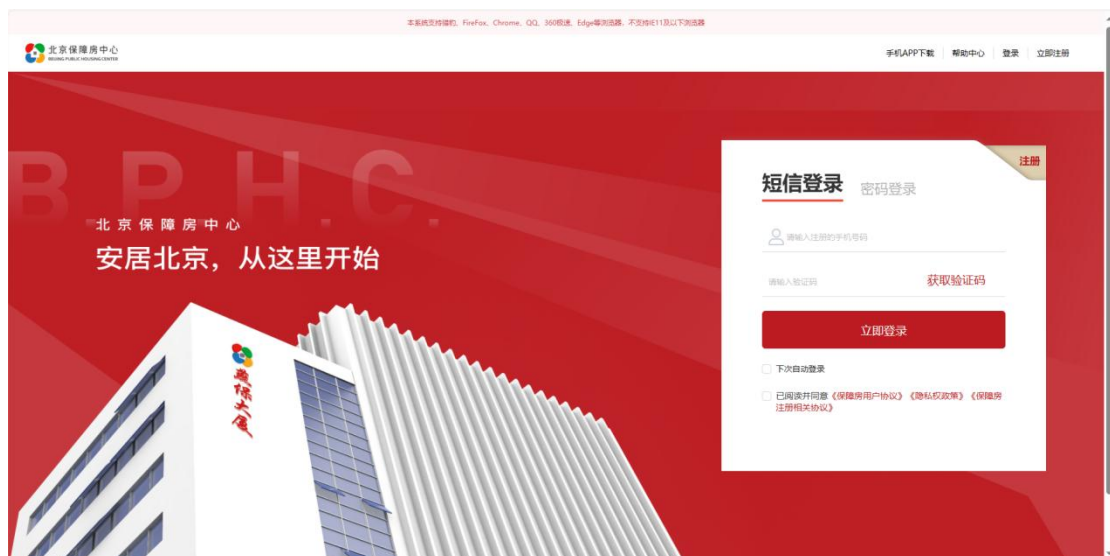 本系统支持猎豹、FireFox、Chrome、QQ、360极速、Edge等浏览器，不支持IE11及以下浏览器
北京保障房中心
BEIJING PUBLIC HOUSING CENTER
手机APP下载 帮助中心 登录 立即注册
B.P.H.C.
北京保障房中心
安居北京，从这里开始
燕保大厦
注册
短信登录 密码登录
请输入注册的手机号码
请输入验证码 获取验证码
立即登录
下次自动登录
已阅读并同意《保障房用户协议》《隐私权政策》《保障房
注册相关协议》